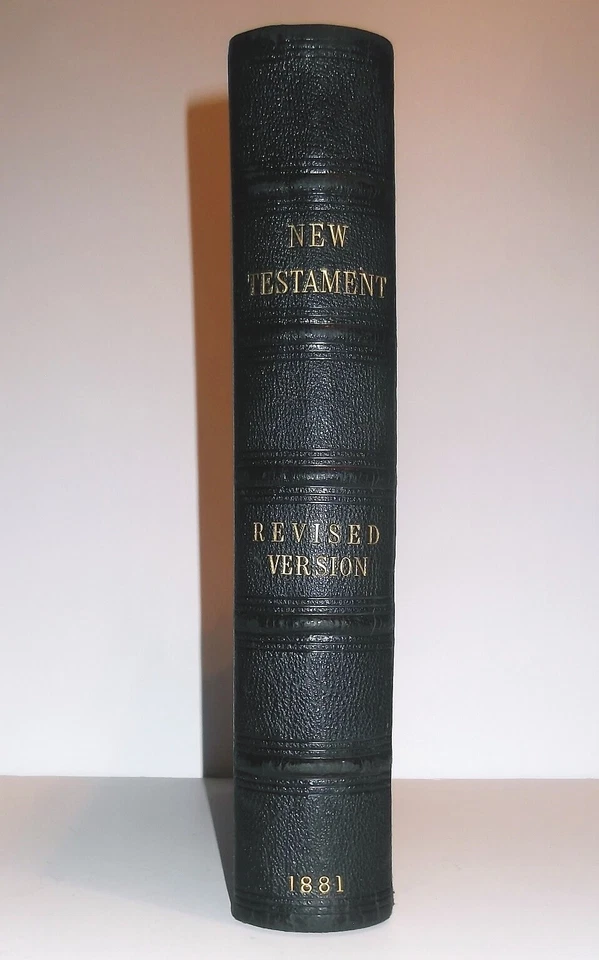 NEW
TESTAMENT
REVISED
VERSION
1881